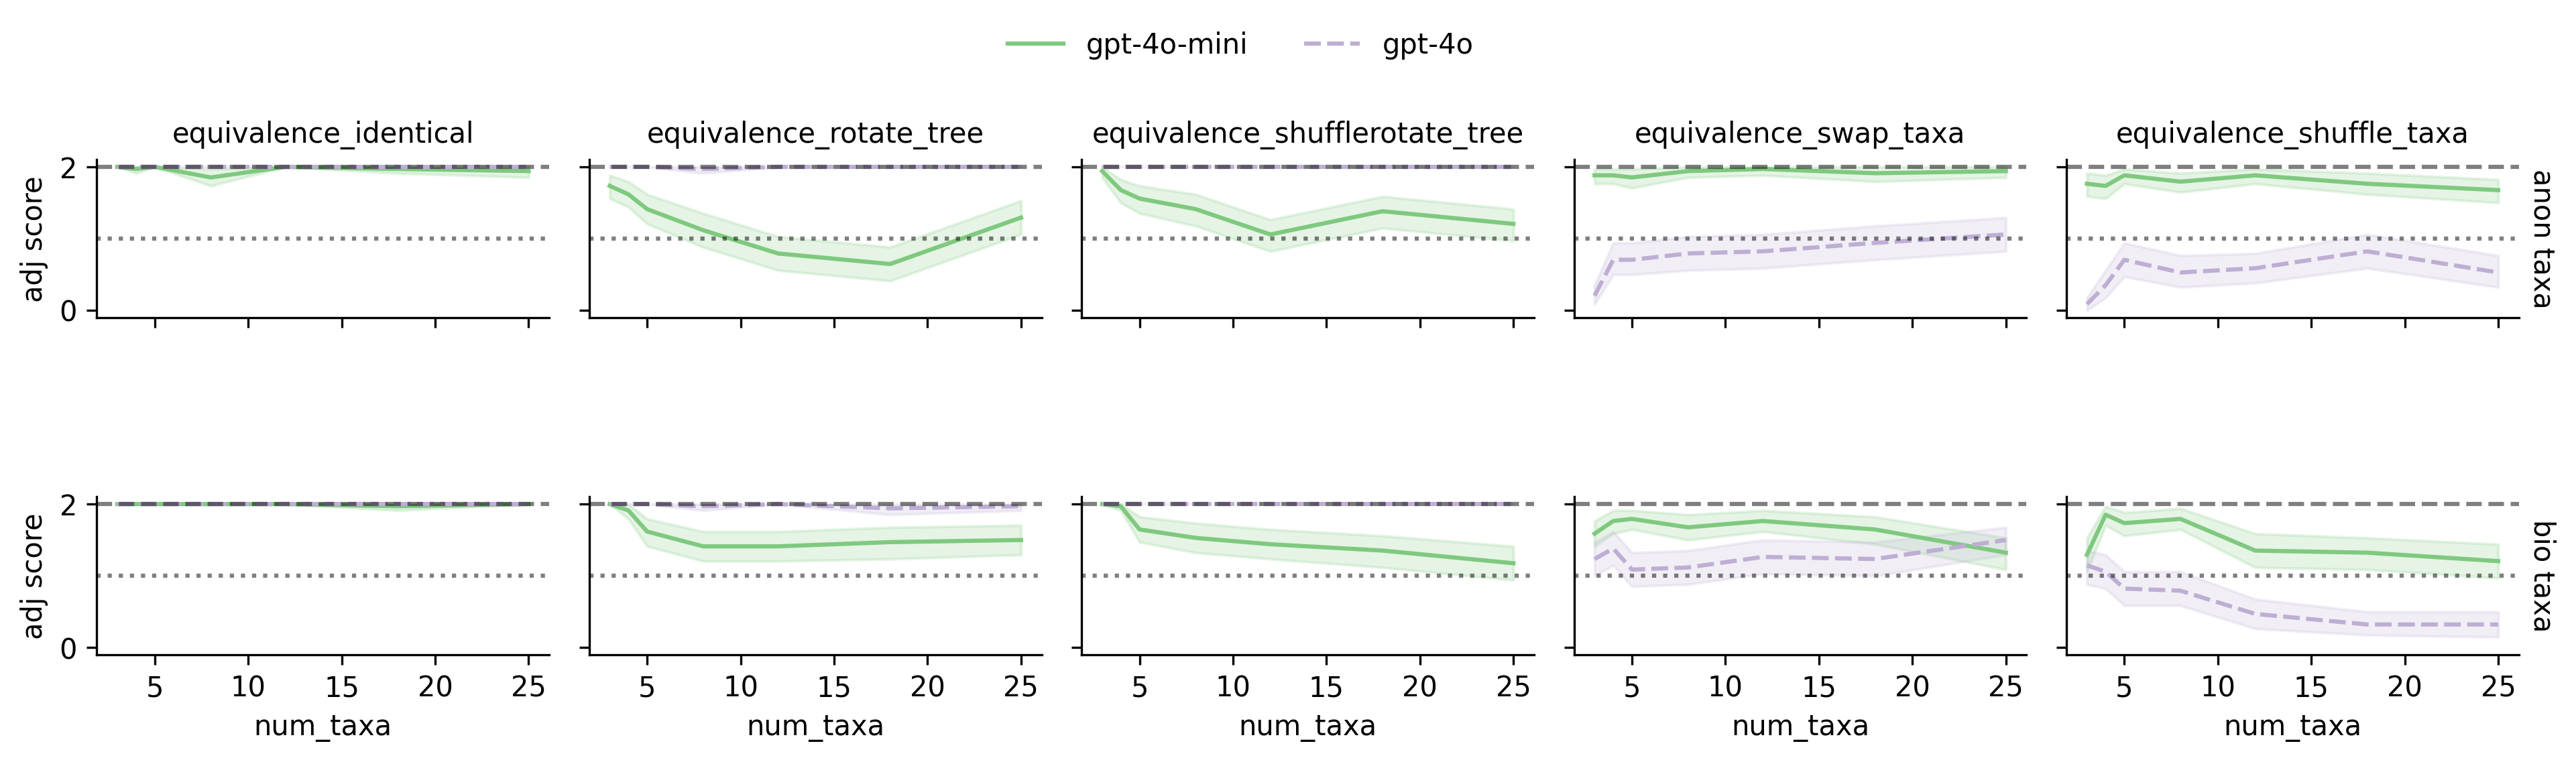 gpt-4o-mini gpt-4o
equivalence_identical equivalence_rotate_tree equivalence_shufflerotate_tree equivalence_swap_taxa equivalence_shuffle_taxa
2
adj score
0
anon taxa
2
adj score
0
bio taxa
5 10 15 20 25 5 10 15 20 25 5 10 15 20 25 5 10 15 20 25 5 10 15 20 25
num_taxa num_taxa num_taxa num_taxa num_taxa